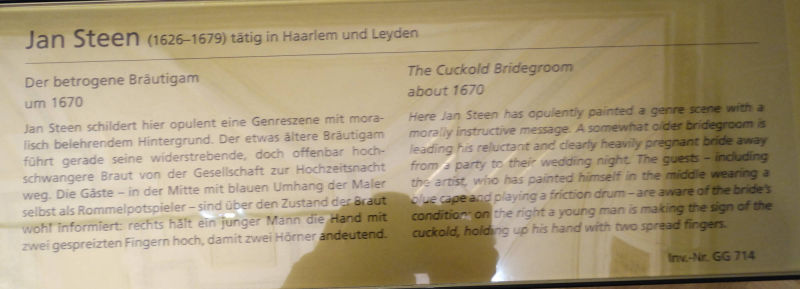 Jan Steen (1626–1679) tätig in Haarlem und Leyden
Der betrogene Bräutigam
um 1670
Jan Steen schildert hier opulent eine Genreszene mit mora-
lisch belehrendem Hintergrund. Der etwas ältere Bräutigam
führt gerade seine widerstrebende, doch offenbar hoch-
schwangere Braut von der Gesellschaft zur Hochzeitsnacht
weg. Die Gäste – in der Mitte mit blauen Umhang der Maler
selbst als Rommelpotspieler – sind über den Zustand der Braut
wohl informiert: rechts hält ein junger Mann die Hand mit
zwei gespreizten Fingern hoch, damit zwei Hörner andeutend.
The Cuckold Bridegroom
about 1670
Here Jan Steen has opulently painted a genre scene with a
morally instructive message. A somewhat older bridegroom is
leading his reluctant and clearly heavily pregnant bride away
from a party to their wedding night. The guests – including
the artist, who has painted himself in the middle wearing a
blue cape and playing a friction drum – are aware of the bride's
condition: on the right a young man is making the sign of the
cuckold, holding up his hand with two spread fingers.
Inv.-Nr. GG 714